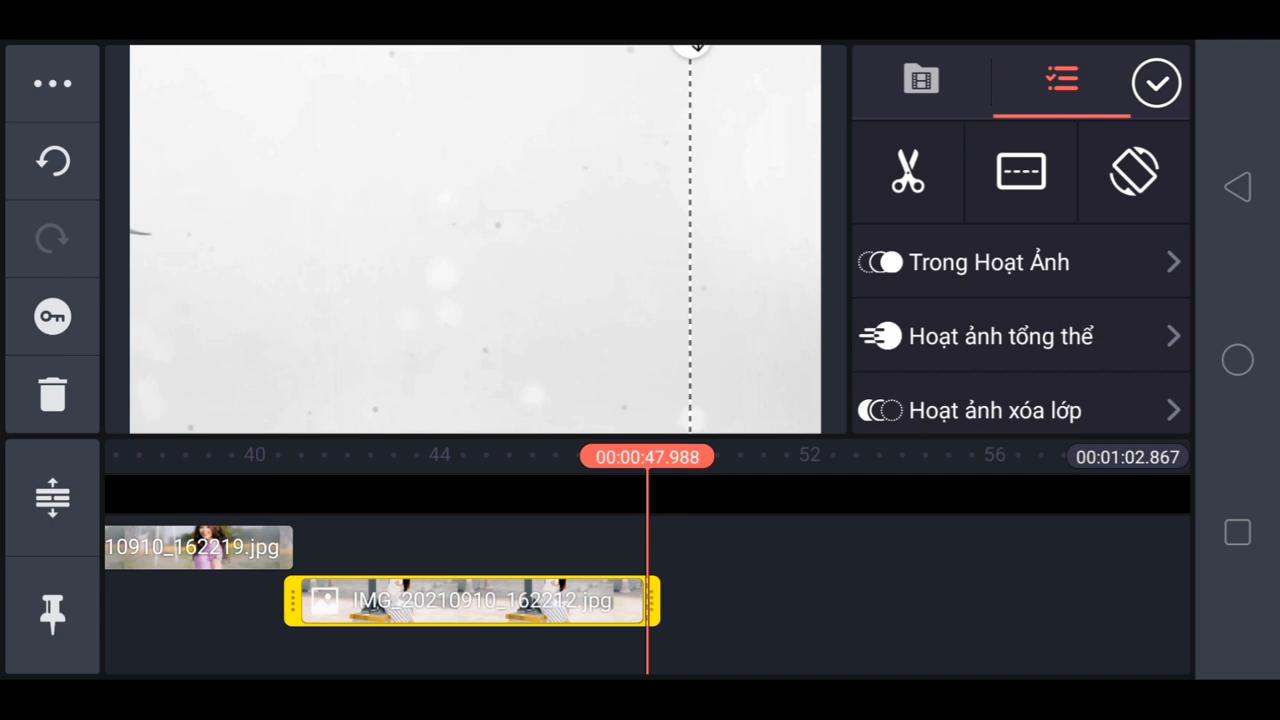 Trong Hoạt Ảnh
Hoạt ảnh tổng thể
Hoạt ảnh xóa lớp
40
44
00:00:47.988
52
56
00:01:02.867
10910_162219.jpg
IMG_20210910_162212.jpg